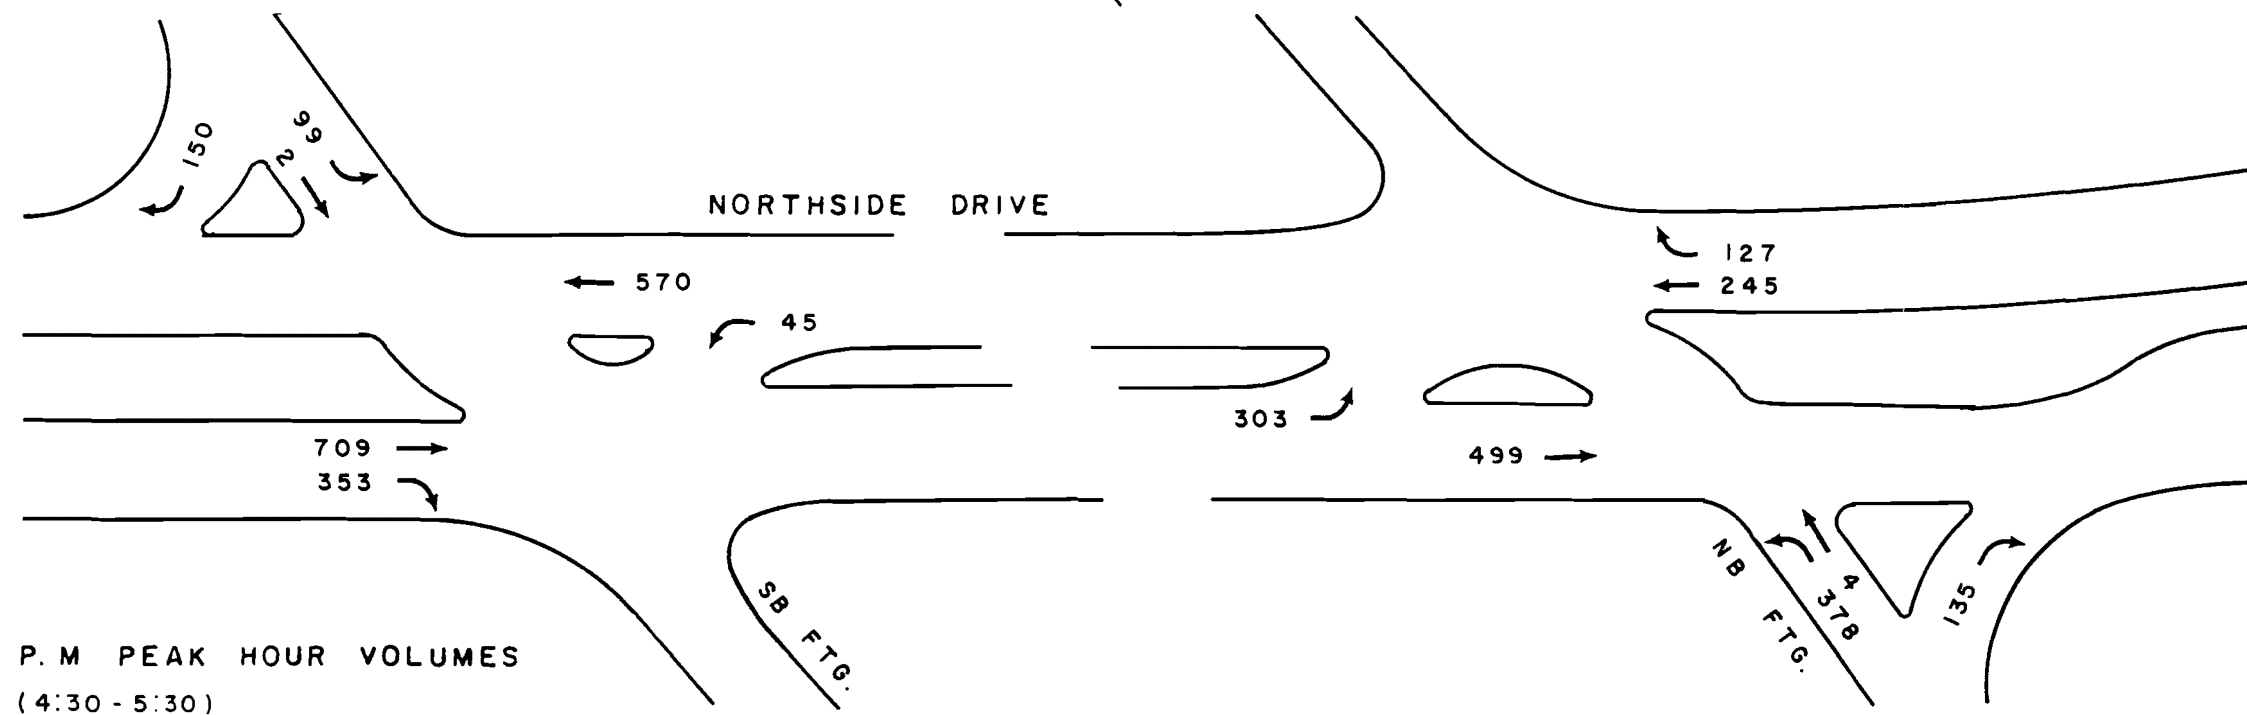 150
2
99
NORTHSIDE DRIVE
127
570
245
45
303
709
499
353
NB FTG.
4
378
135
SB FTG.
P. M PEAK HOUR VOLUMES
(4:30 - 5:30)